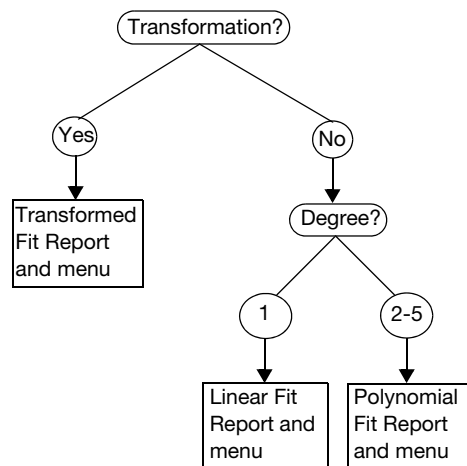 Transformation?
Yes
No
Transformed
Fit Report
and menu
Degree?
1
2-5
Linear Fit
Report and
menu
Polynomial
Fit Report
and menu